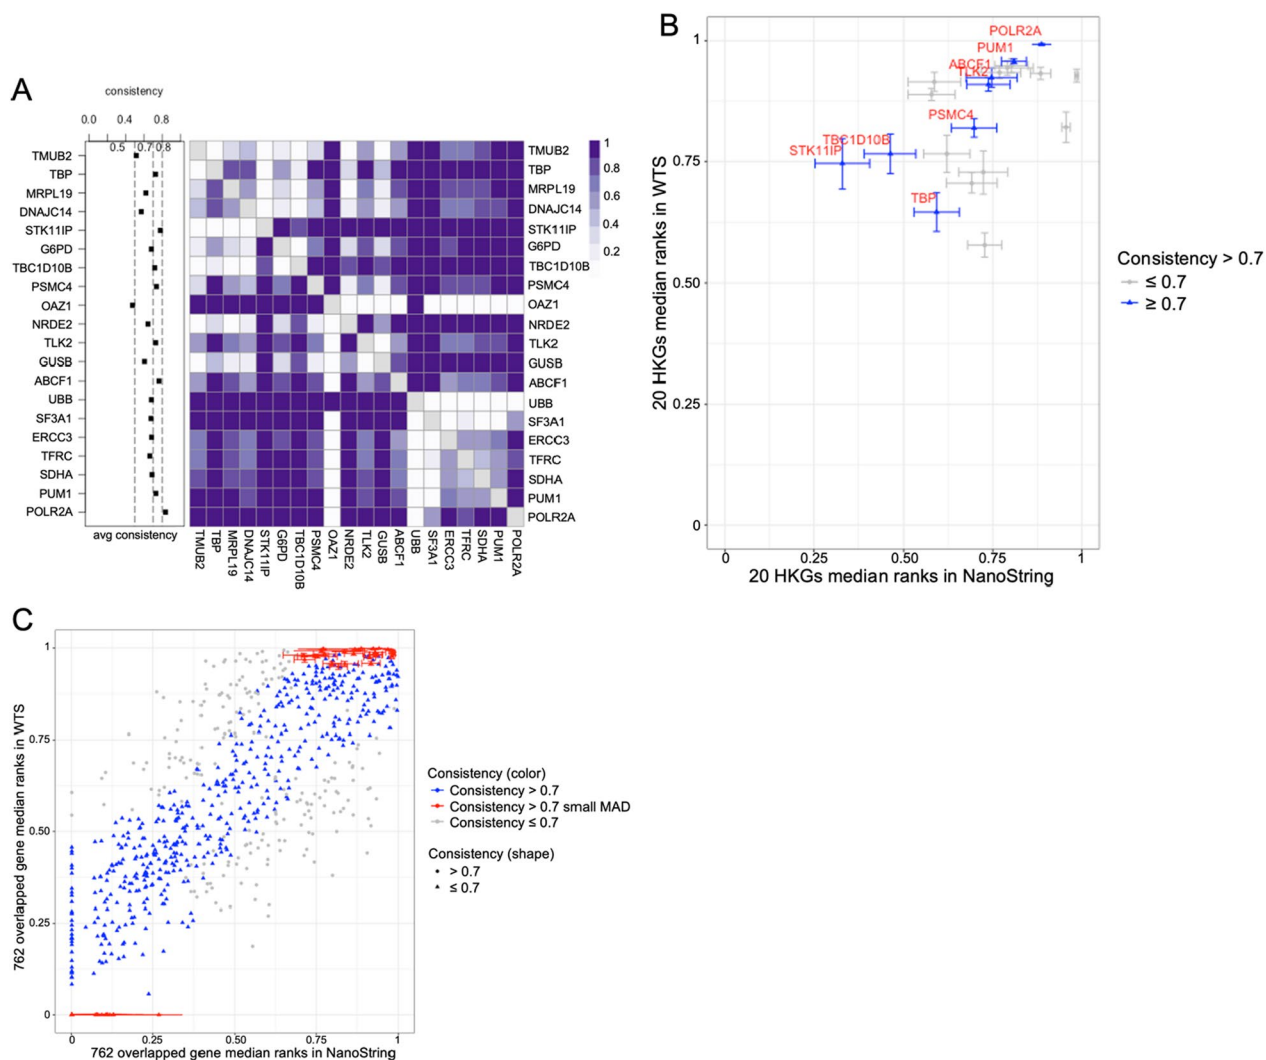 A
consistency
0.0 0.4 0.8
0.5 0.7 0.8
TMUB2
TBP
MRPL19
DNAJC14
STK11IP
G6PD
TBC1D10B
PSMC4
OAZ1
NRDE2
TLK2
GUSB
ABCF1
UBB
SF3A1
ERCC3
TFRC
SDHA
PUM1
POLR2A
avg consistency
TMUB2
TBP
MRPL19
DNAJC14
STK11IP
G6PD
TBC1D10B
PSMC4
OAZ1
NRDE2
TLK2
GUSB
ABCF1
UBB
SF3A1
ERCC3
TFRC
SDHA
PUM1
POLR2A
TMUB2
TBP
MRPL19
DNAJC14
STK11IP
G6PD
TBC1D10B
PSMC4
OAZ1
NRDE2
TLK2
GUSB
ABCF1
UBB
SF3A1
ERCC3
TFRC
SDHA
PUM1
POLR2A
1
0.8
0.6
0.4
0.2
B
20 HKGs median ranks in WTS
1
0.75
0.50
0.25
0
POLR2A
PUM1
ABCF1
TLK2
PSMC4
TBC1D10B
STK11IP
TBP
0 0.25 0.50 0.75 1
20 HKGs median ranks in NanoString
Consistency > 0.7
≤ 0.7
≥ 0.7
C
762 overlapped gene median ranks in WTS
1
0.75
0.50
0.25
0
0 0.25 0.50 0.75 1
762 overlapped gene median ranks in NanoString
Consistency (color)
Consistency > 0.7
Consistency > 0.7 small MAD
Consistency ≤ 0.7
Consistency (shape)
> 0.7
≤ 0.7